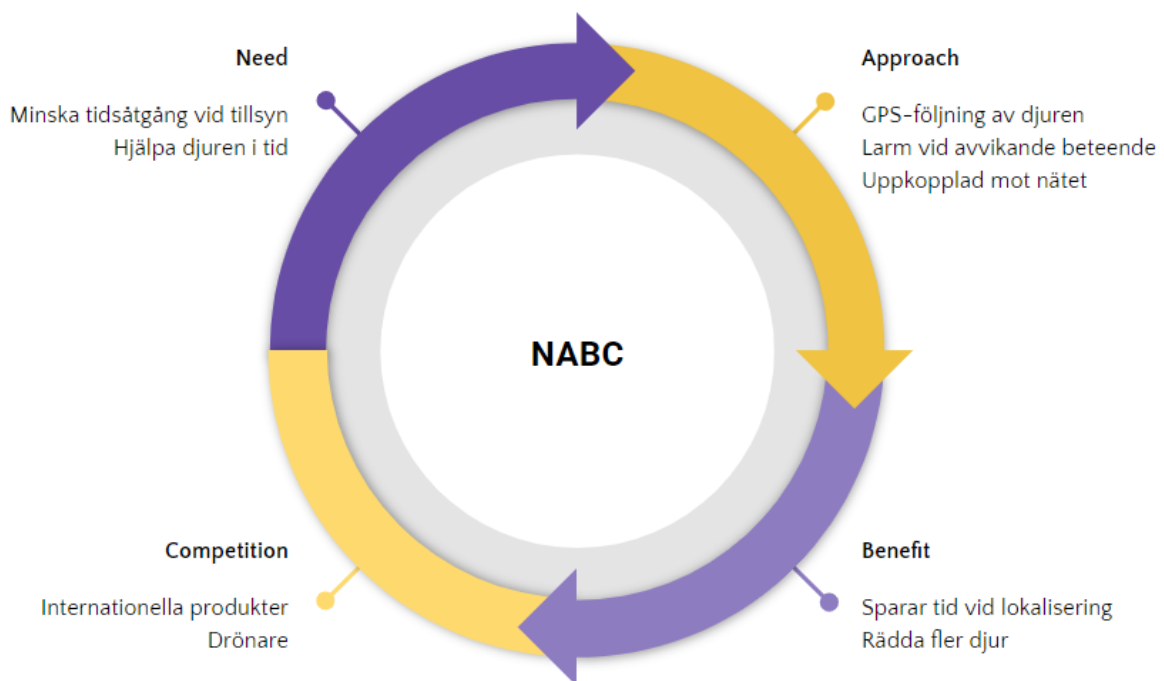 Need
Minska tidsåtgång vid tillsyn
Hjälpa djuren i tid
Approach
GPS-följning av djuren
Larm vid avvikande beteende
Uppkopplad mot nätet
NABC
Competition
Internationella produkter
Drönare
Benefit
Sparar tid vid lokalisering
Rädda fler djur